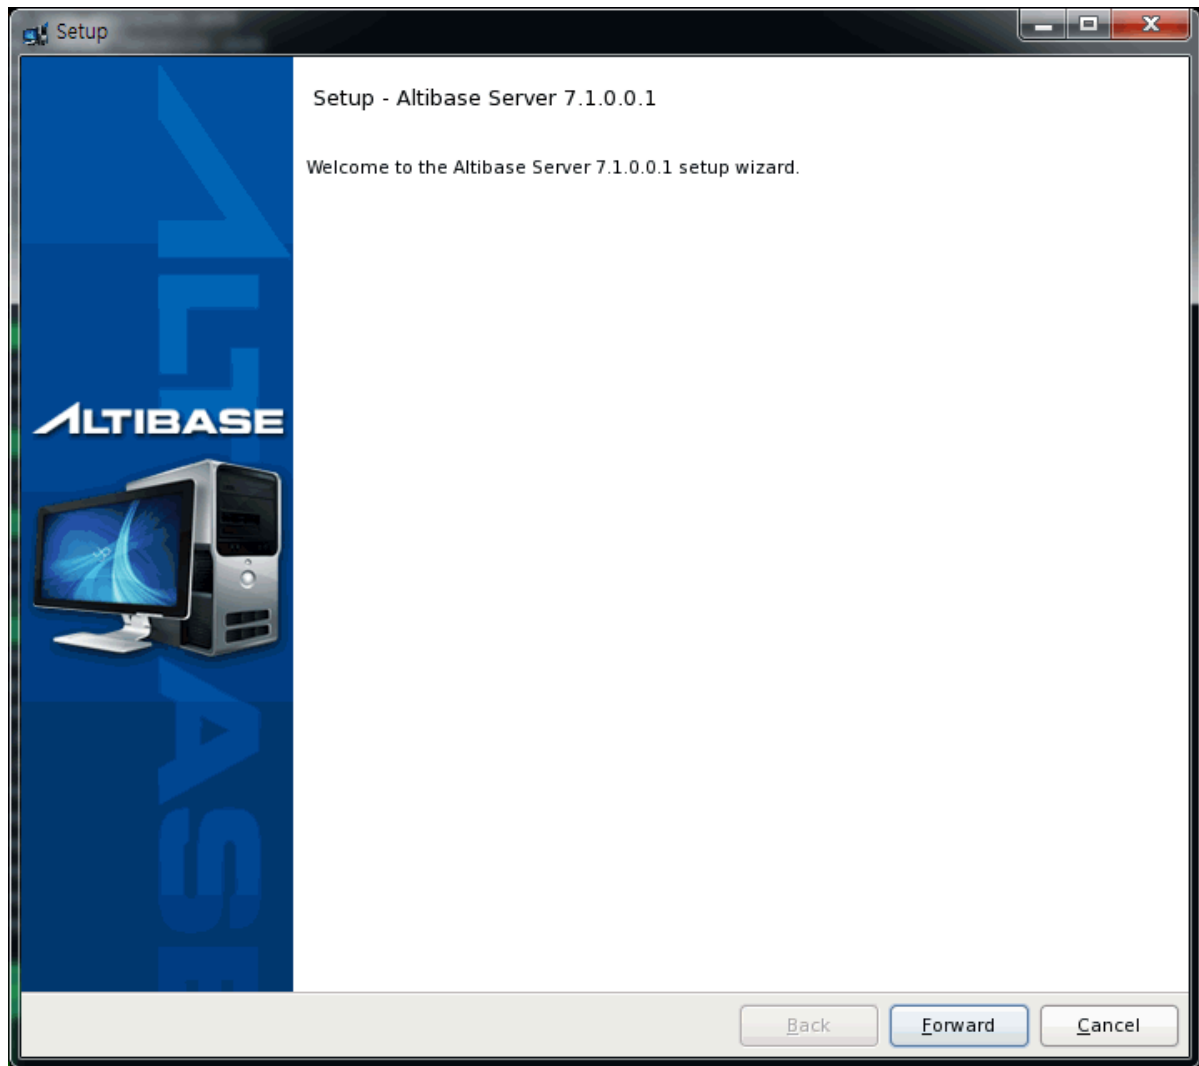 Setup
Setup - Altibase Server 7.1.0.0.1
Welcome to the Altibase Server 7.1.0.0.1 setup wizard.
ALTIBASE
ALTIBASE
Back
Forward
Cancel